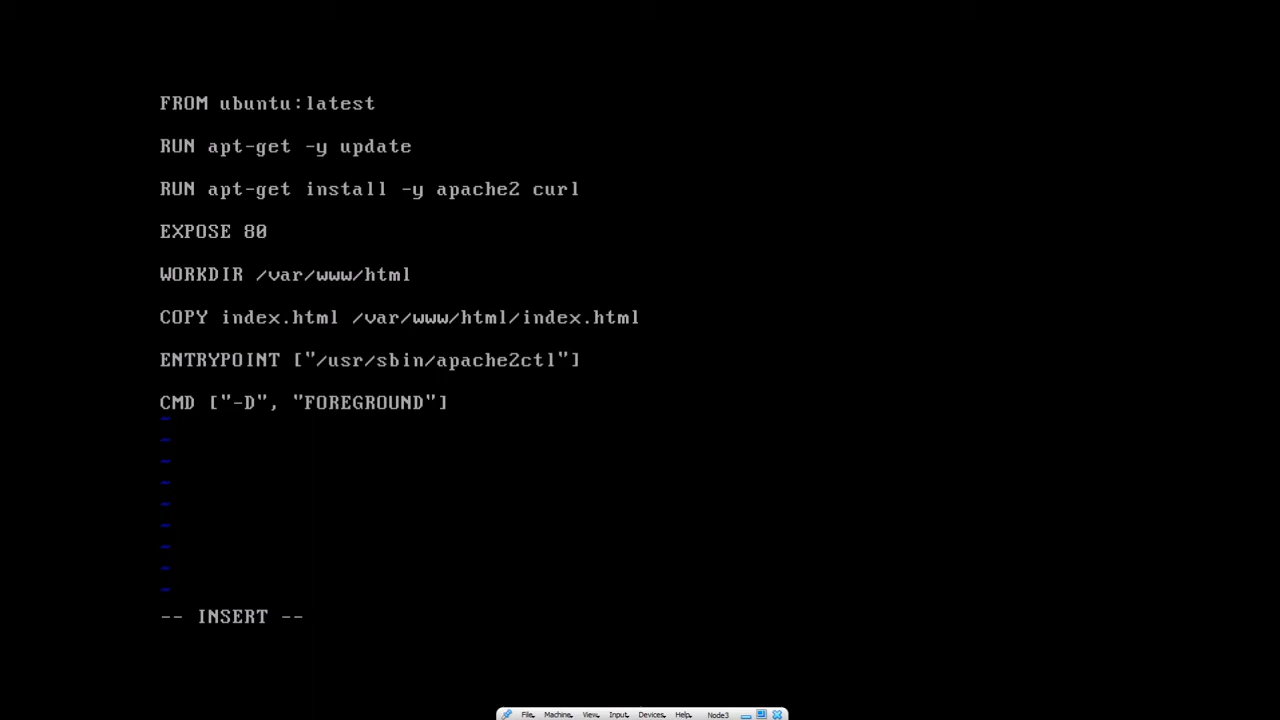 FROM ubuntu:latest
RUN apt-get -y update
RUN apt-get install -y apache2 curl
EXPOSE 80
WORKDIR /var/www/html
COPY index.html /var/www/html/index.html
ENTRYPOINT ["/usr/sbin/apache2ctl"]
CMD ["-D", "FOREGROUND"]
~
~
~
~
~
~
~
~
~
-- INSERT --
File Machine View Input Devices Help Node3